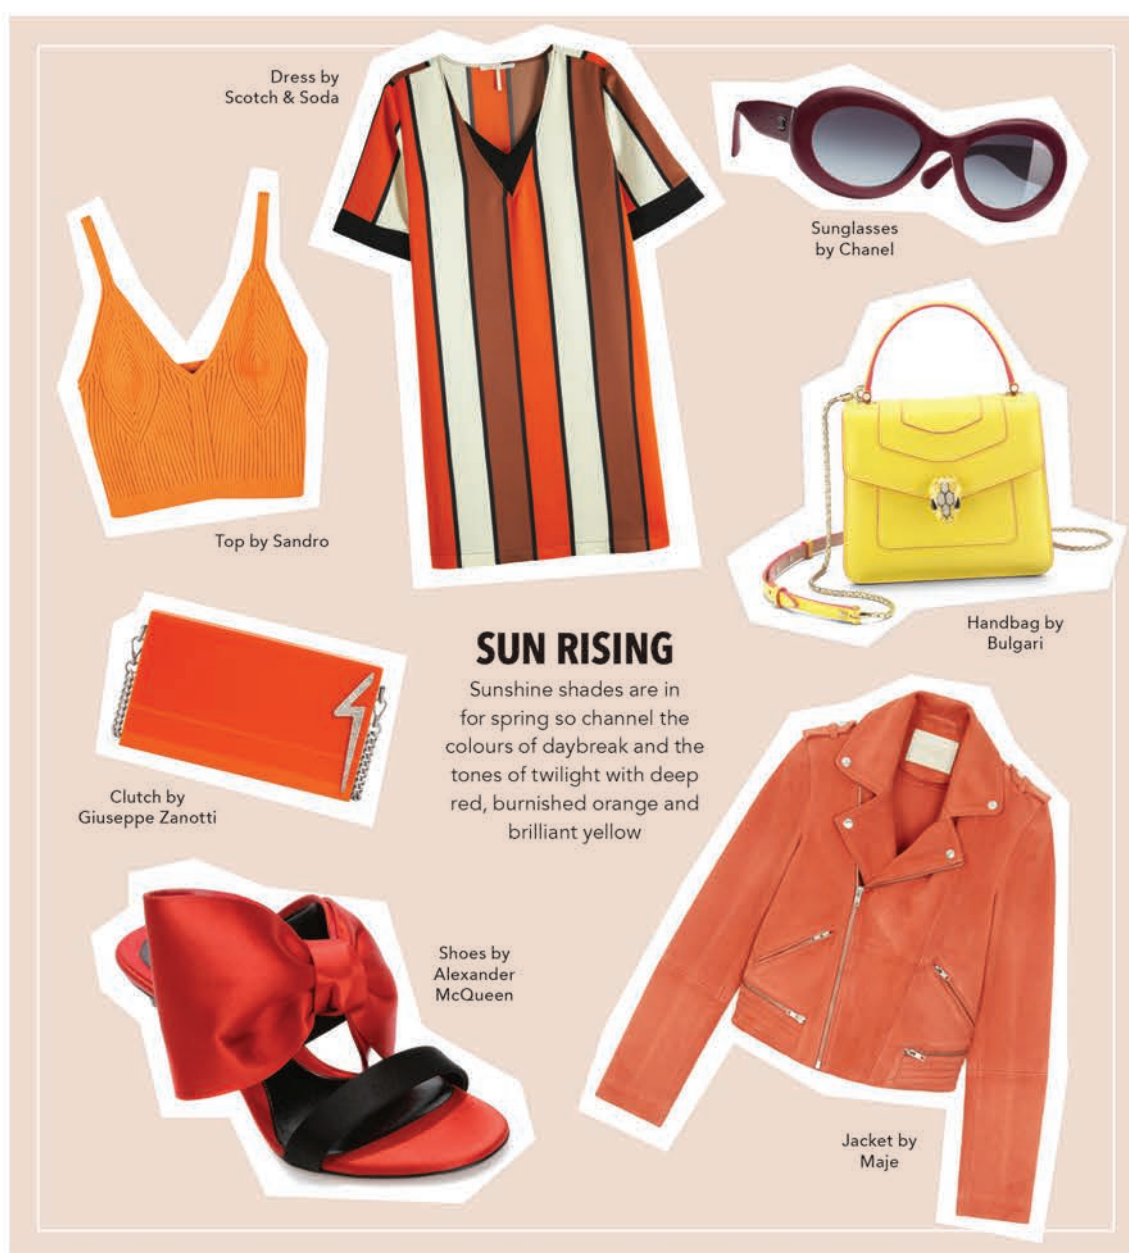 Dress by
Scotch & Soda
Sunglasses
by Chanel
Top by Sandro
Handbag by
Bulgari
SUN RISING
Sunshine shades are in
for spring so channel the
colours of daybreak and the
tones of twilight with deep
red, burnished orange and
brilliant yellow
Clutch by
Giuseppe Zanotti
Shoes by
Alexander
McQueen
Jacket by
Maje